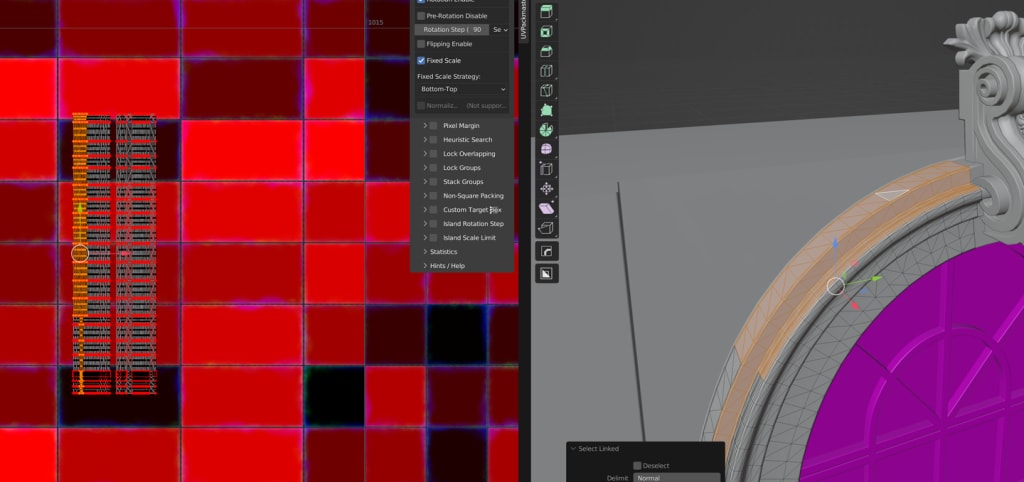 1015
Rotation Enable
Pre-Rotation Disable
Rotation Step ( 90
Se
Flipping Enable
Fixed Scale
Fixed Scale Strategy:
Bottom-Top
Normaliz... (Not suppor...
Pixel Margin
Heuristic Search
Lock Overlapping
Lock Groups
Stack Groups
Non-Square Packing
Custom Target Box
Island Rotation Step
Island Scale Limit
Statistics
Hints / Help
UVPackmaste
Select Linked
Deselect
Delimit Normal